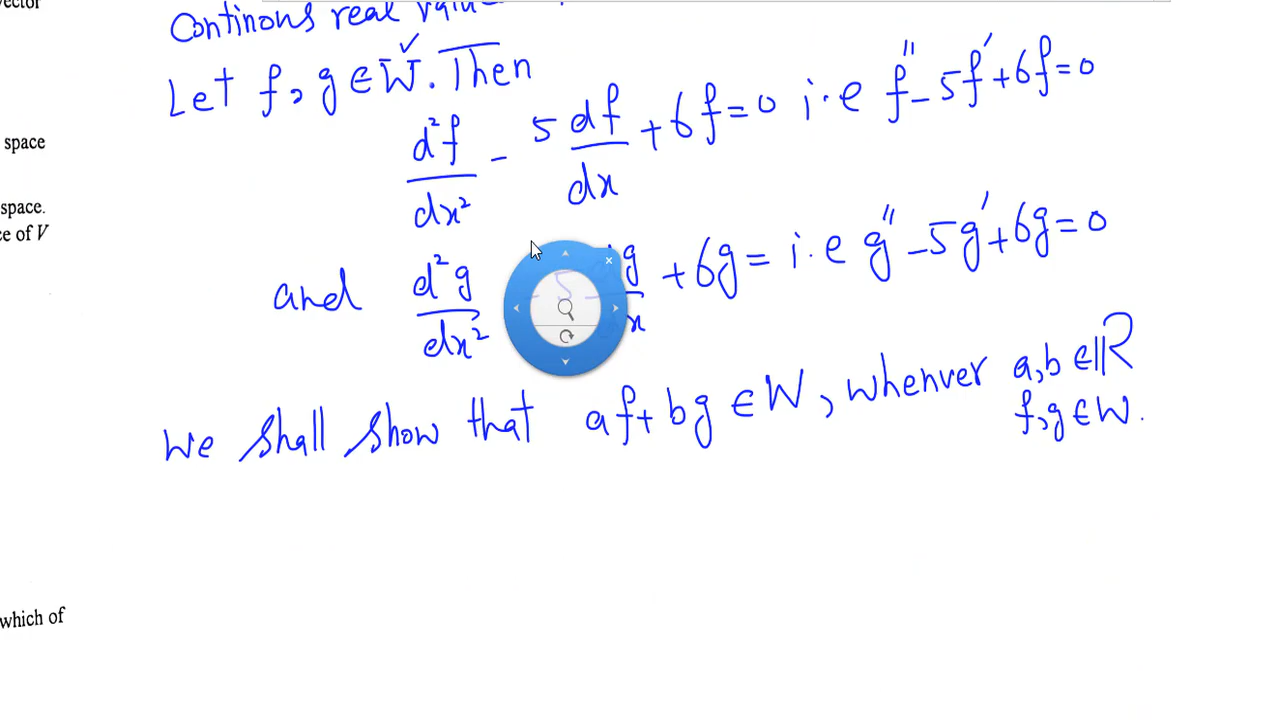 space
space.
ce of V
which of
Continous real
Let f, g ∈ W. Then
d²f/dx² - 5 df/dx + 6f = 0 i.e f'' - 5f' + 6f = 0
and d²g/dx² g/x + 6g = i.e g'' - 5g' + 6g = 0
We shall show that af + bg ∈ W, whenver a,b ∈ ℝ
f,g ∈ W.